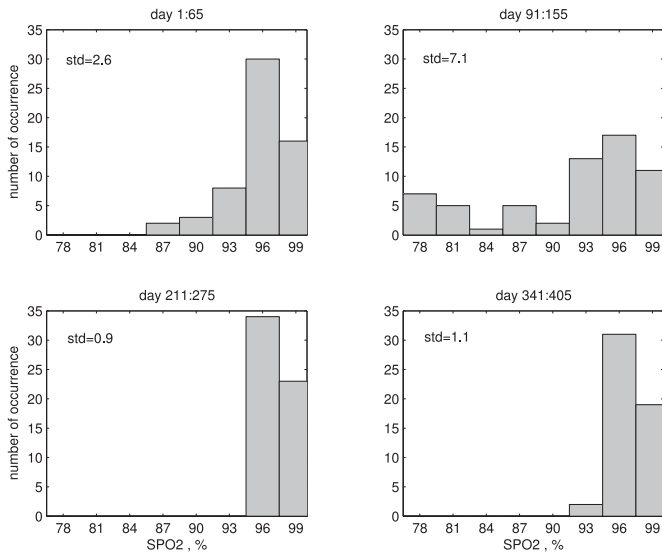 day 1:65
day 91:155
std=2.6
std=7.1
number of occurrence
35
30
25
20
15
10
5
0
35
30
25
20
15
10
5
0
78 81 84 87 90 93 96 99
78 81 84 87 90 93 96 99
day 211:275
day 341:405
std=0.9
std=1.1
number of occurrence
35
30
25
20
15
10
5
0
35
30
25
20
15
10
5
0
78 81 84 87 90 93 96 99
78 81 84 87 90 93 96 99
SPO2 , %
SPO2 , %